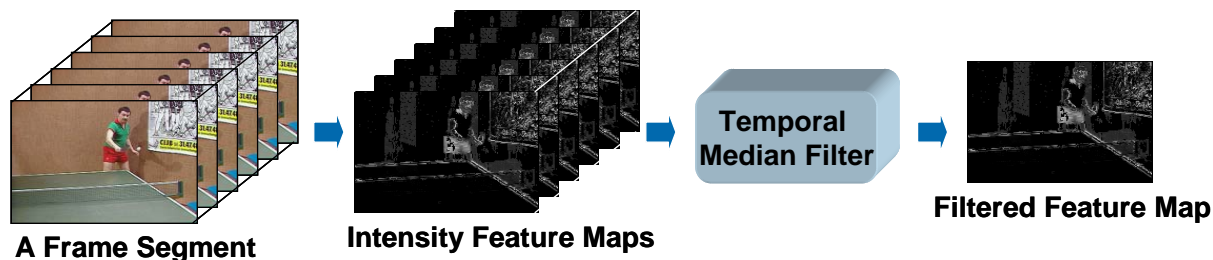 Temporal
Median Filter
A Frame Segment
Intensity Feature Maps
Filtered Feature Map